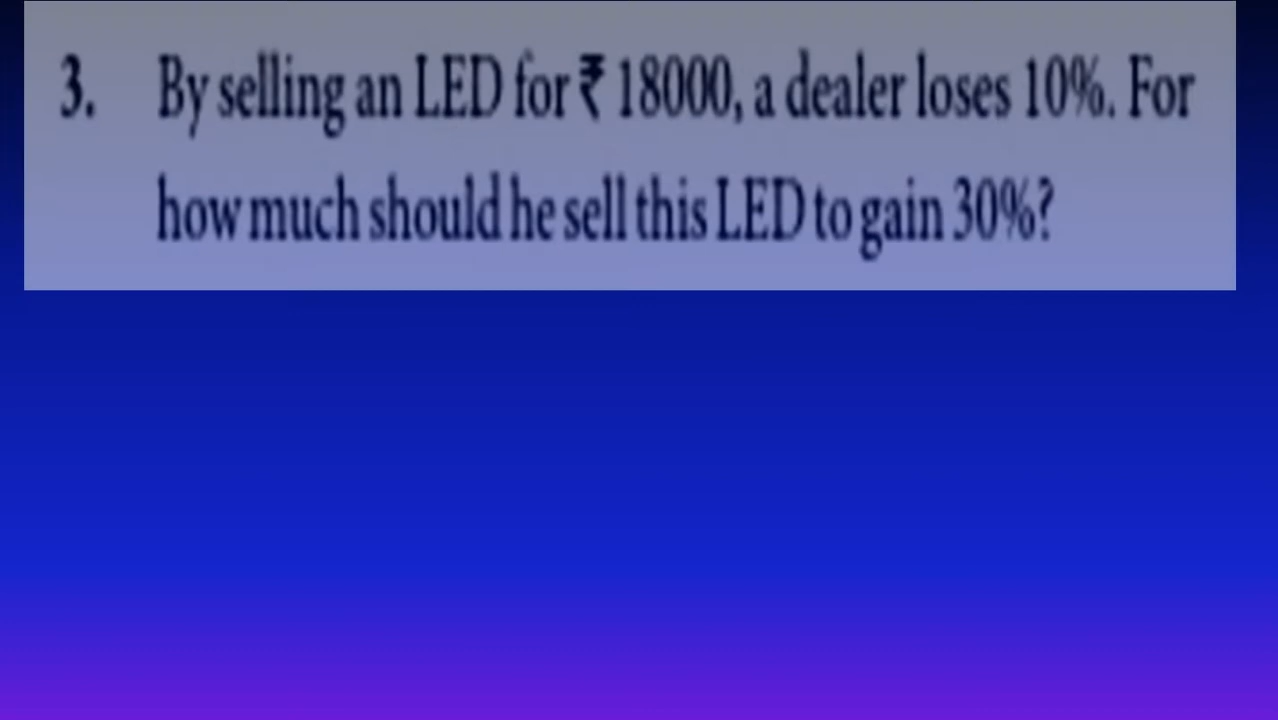 3. By selling an LED for ₹ 18000, a dealer loses 10%. For
how much should he sell this LED to gain 30%?